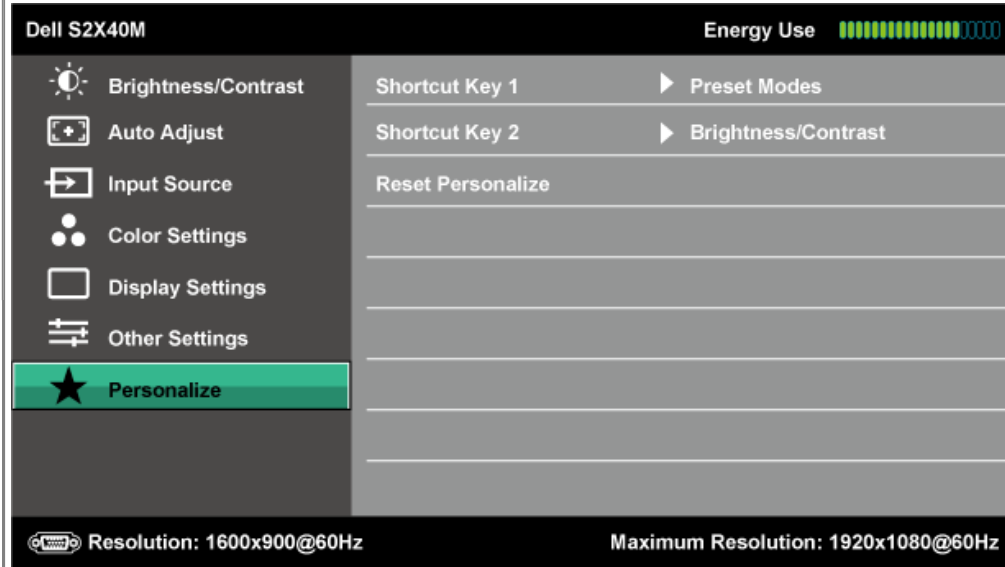 Dell S2X40M Energy Use
Brightness/Contrast Shortcut Key 1 Preset Modes
Auto Adjust Shortcut Key 2 Brightness/Contrast
Input Source Reset Personalize
Color Settings
Display Settings
Other Settings
Personalize
Resolution: 1600x900@60Hz Maximum Resolution: 1920x1080@60Hz